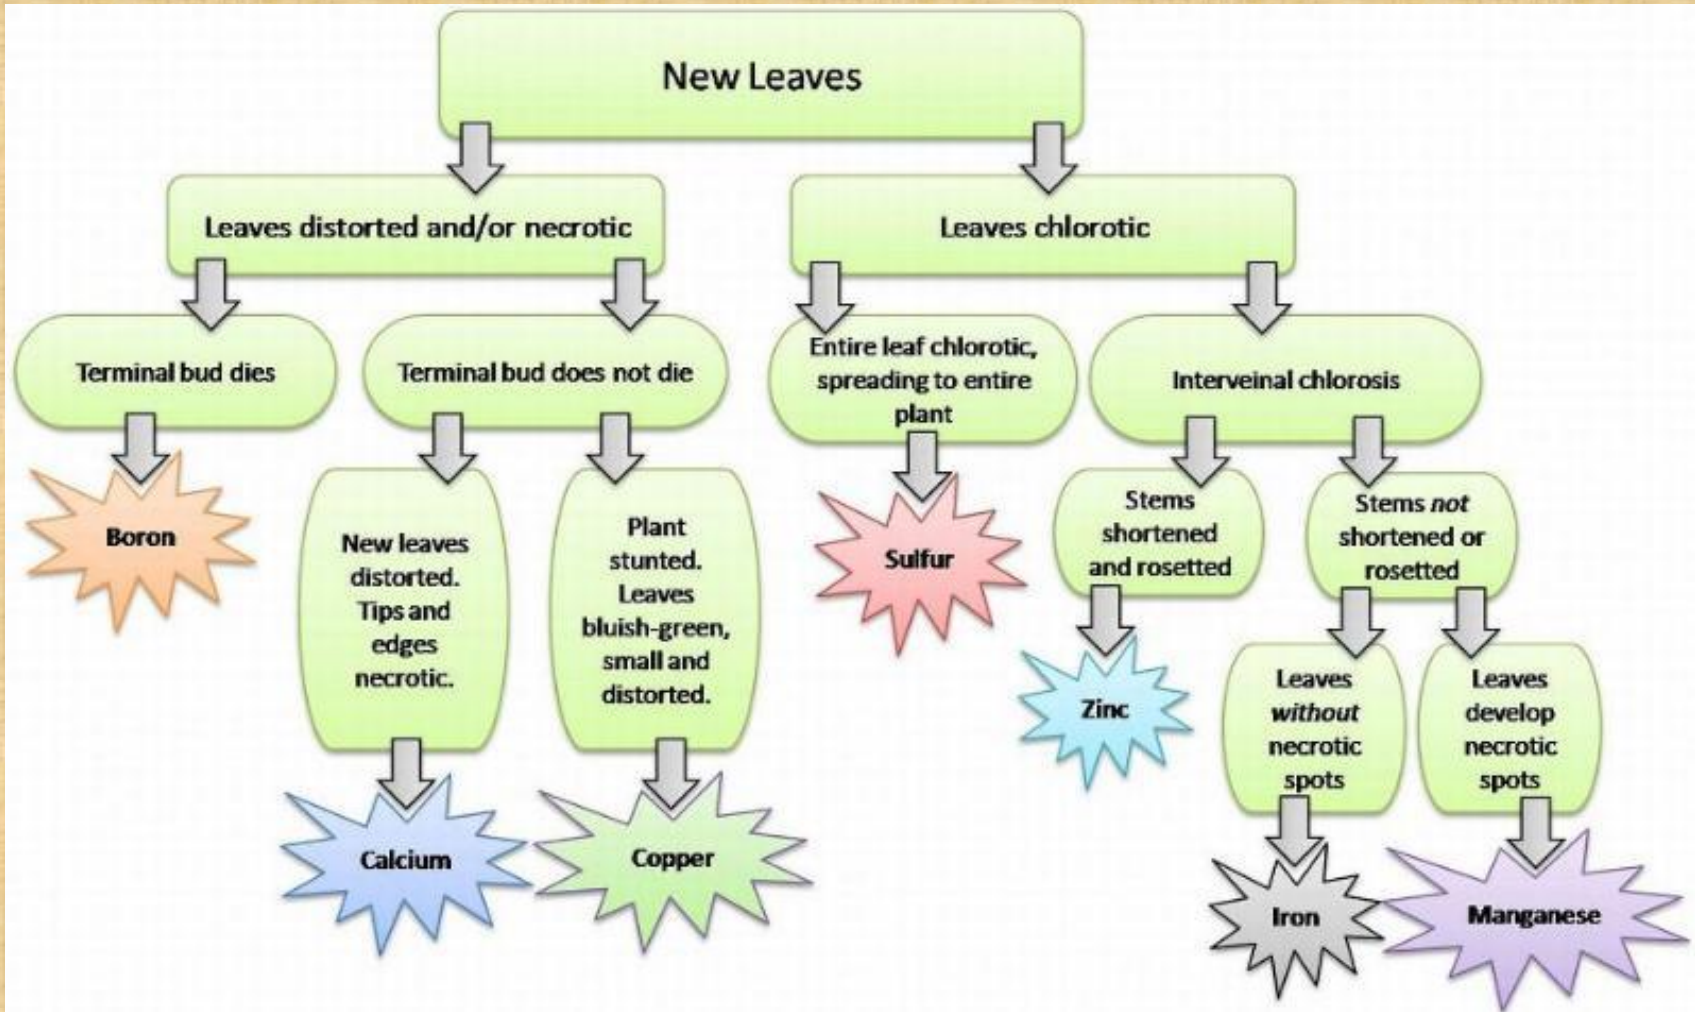 New Leaves
Leaves distorted and/or necrotic
Leaves chlorotic
Terminal bud dies
Terminal bud does not die
Entire leaf chlorotic,
spreading to entire
plant
Interveinal chlorosis
Boron
New leaves
distorted.
Tips and
edges
necrotic.
Plant
stunted.
Leaves
bluish-green,
small and
distorted.
Sulfur
Stems
shortened
and rosetted
Stems not
shortened or
rosetted
Zinc
Leaves
without
necrotic
spots
Leaves
develop
necrotic
spots
Calcium
Copper
Iron
Manganese